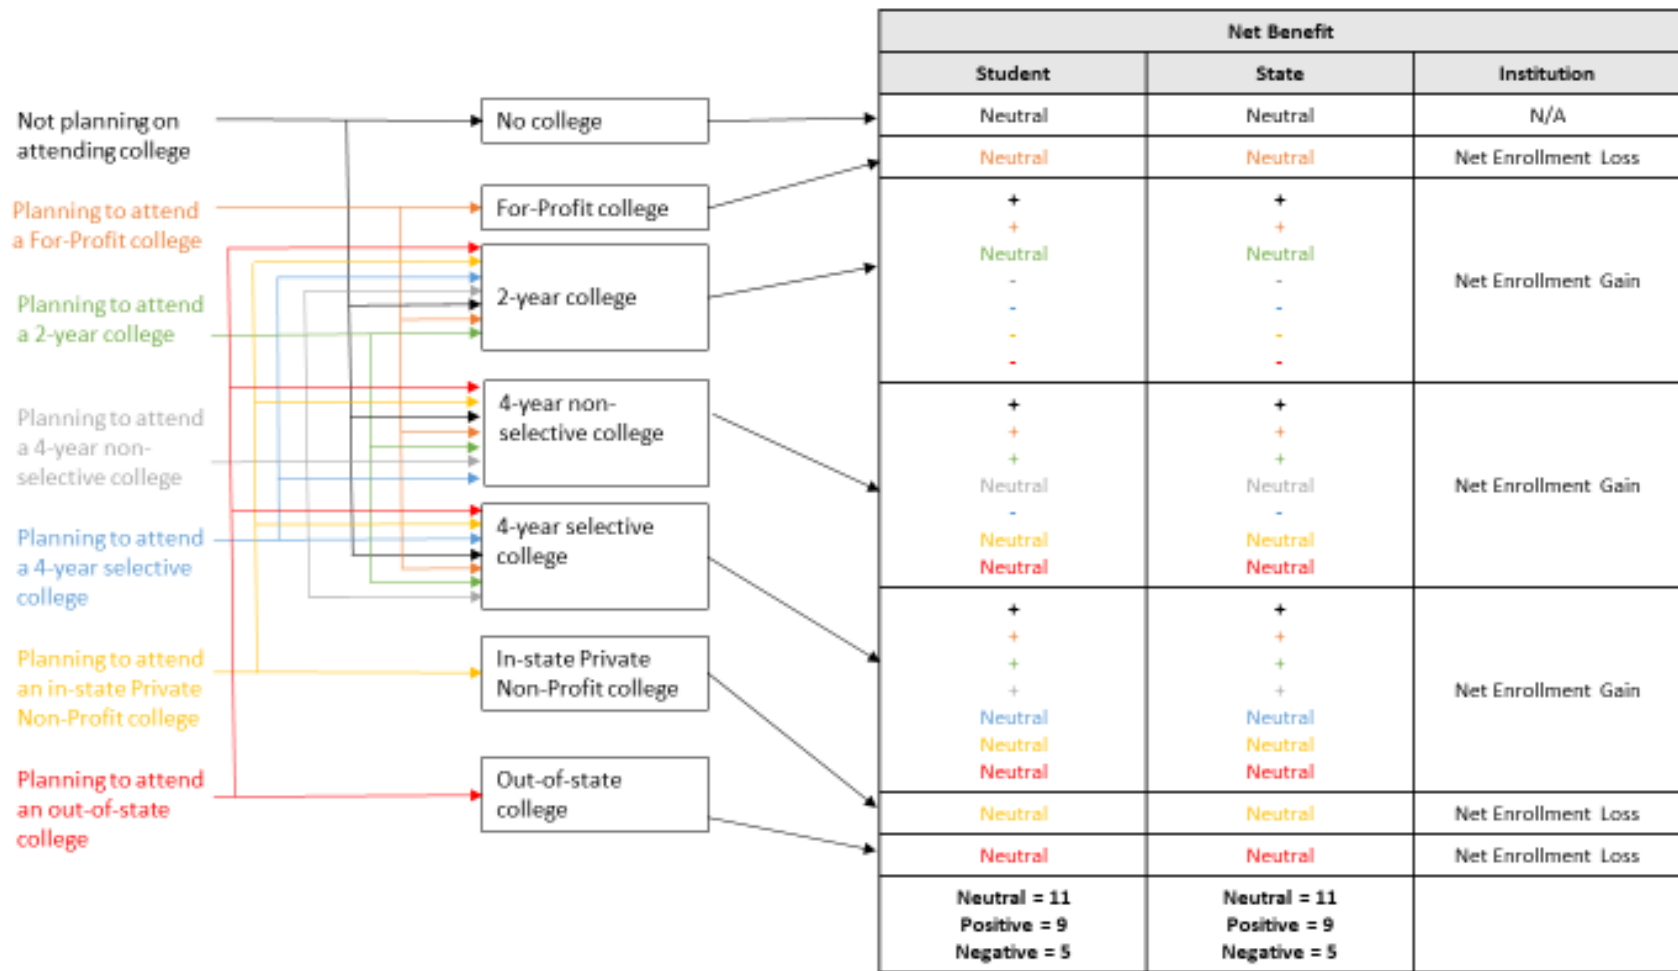 Net Benefit
Student State Institution
Not planning on
attending college
No college
Neutral Neutral N/A
Planning to attend
a For-Profit college
For-Profit college
Neutral Neutral Net Enrollment Loss
Planning to attend
a 2-year college
2-year college
+ +
+ +
Neutral Neutral
- -
- -
- -
- -
Net Enrollment Gain
Planning to attend
a 4-year non-
selective college
4-year non-
selective college
+ +
+ +
+ +
Neutral Neutral
- -
Neutral Neutral
Neutral Neutral
Net Enrollment Gain
Planning to attend
a 4-year selective
college
4-year selective
college
+ +
+ +
+ +
+ +
Neutral Neutral
Neutral Neutral
Neutral Neutral
Net Enrollment Gain
Planning to attend
an in-state Private
Non-Profit college
In-state Private
Non-Profit college
Neutral Neutral Net Enrollment Loss
Planning to attend
an out-of-state
college
Out-of-state
college
Neutral Neutral Net Enrollment Loss
Neutral = 11 Neutral = 11
Positive = 9 Positive = 9
Negative = 5 Negative = 5